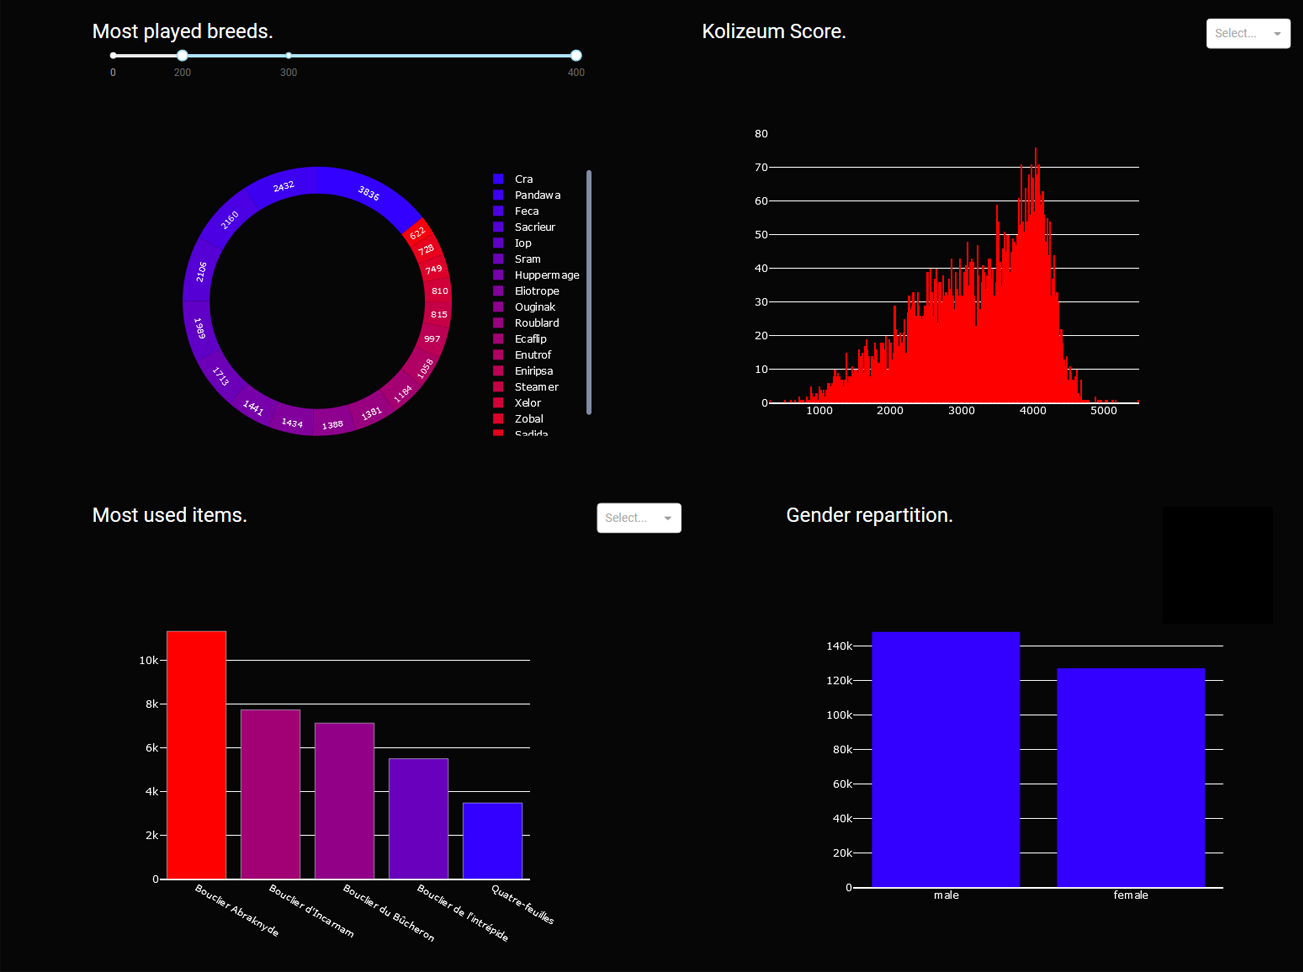 Most played breeds.
0
200
300
400
3836
2432
2160
2106
1989
1713
1441
1434
1388
1381
1184
1058
997
815
810
749
728
622
Cra
Pandawa
Feca
Sacrieur
Iop
Sram
Huppermage
Eliotrope
Ouginak
Roublard
Ecaflip
Enutrof
Eniripsa
Steamer
Xelor
Zobal
Sadida
Kolizeum Score.
Select...
80
70
60
50
40
30
20
10
0
1000
2000
3000
4000
5000
Most used items.
Select...
10k
8k
6k
4k
2k
0
Bouclier Abraknyde
Bouclier d'Incarnam
Bouclier du Bûcheron
Bouclier de l'intrépide
Quatre-feuilles
Gender repartition.
140k
120k
100k
80k
60k
40k
20k
0
male
female